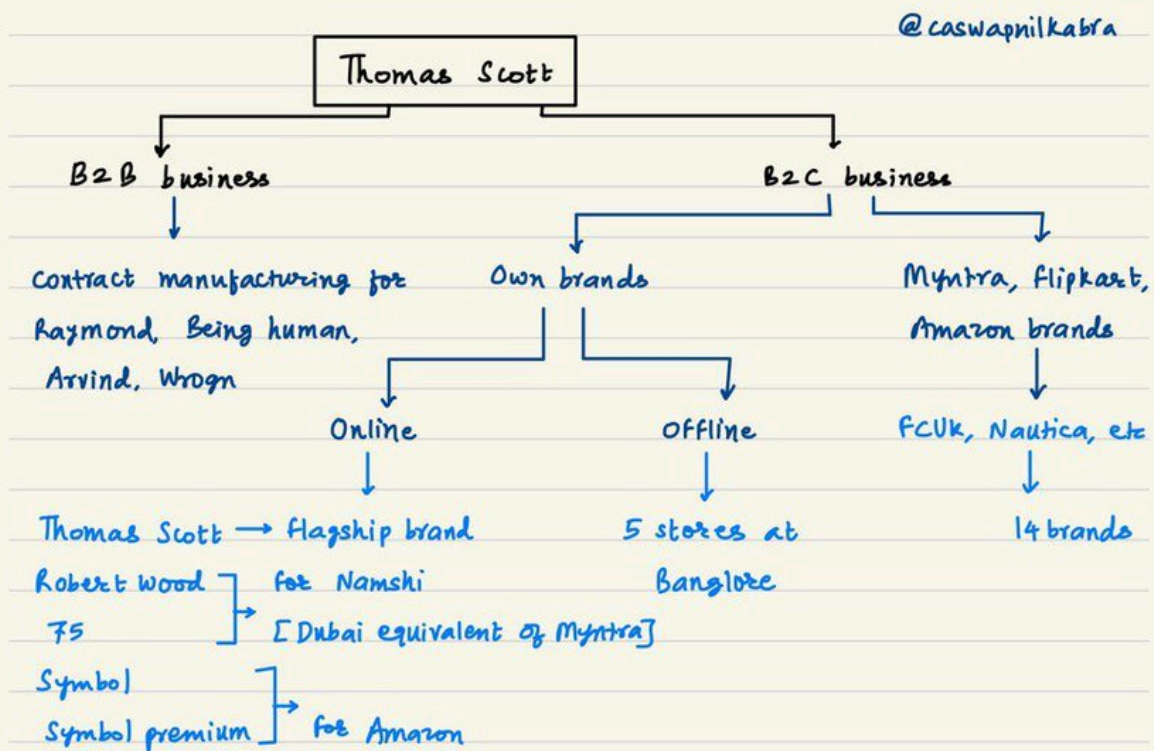 @caswapnilkabra
Thomas Scott
B2B business
B2C business
Contract manufacturing for
Raymond, Being human,
Arvind, Wrogn
Own brands
Myntra, Flipkart,
Amazon brands
Online
Offline
FCUK, Nautica, etc
Thomas Scott → flagship brand
Robert Wood
75
for Namshi
[Dubai equivalent of Myntra]
Symbol
Symbol premium
for Amazon
5 stores at
Banglore
14 brands